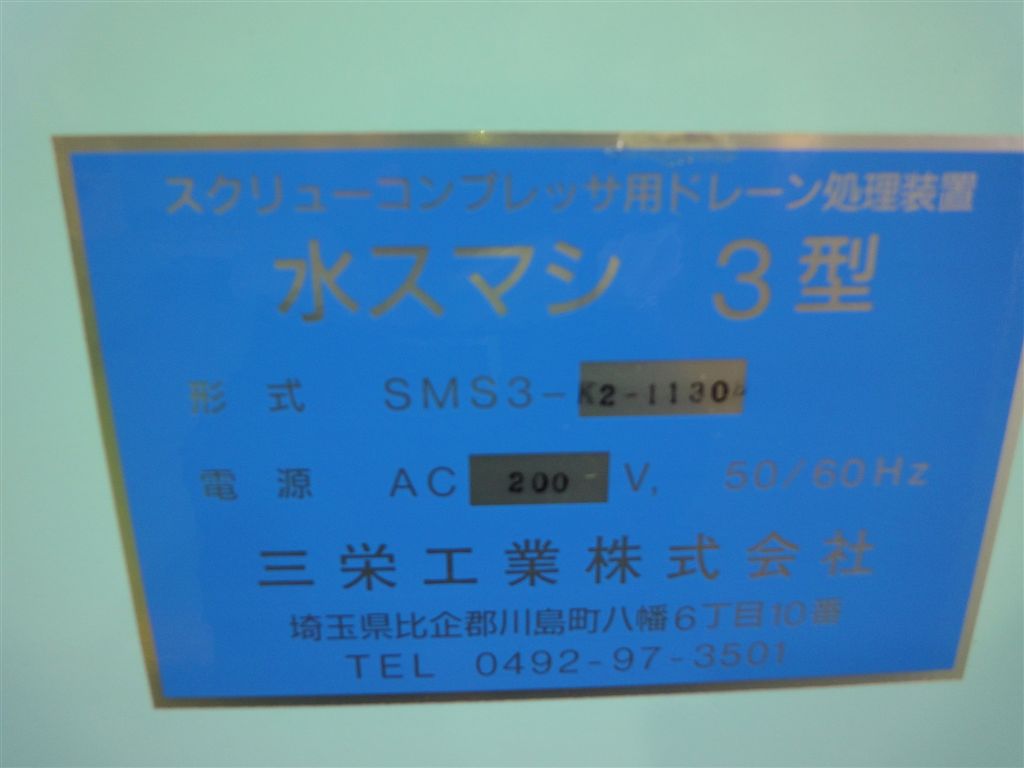 スクリューコンプレッサ用ドレーン処理装置
水スマシ 3型
形式 SMS3-K2-1130
電源 AC 200 V, 50/60Hz
三栄工業株式会社
埼玉県比企郡川島町八幡6丁目10番
TEL 0492-97-3501